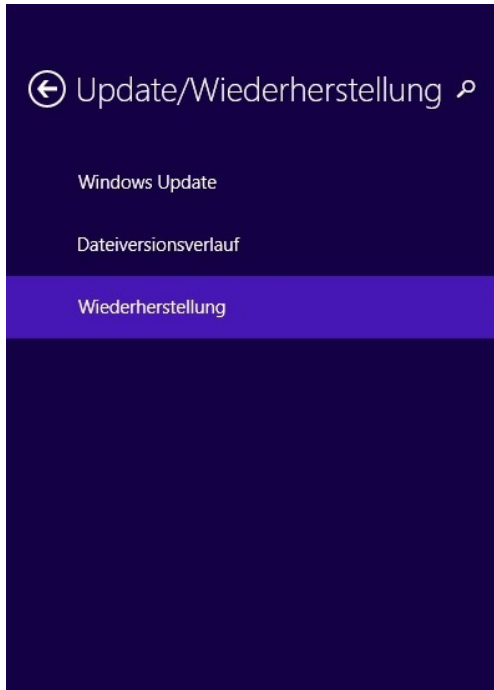 Update/Wiederherstellung
Windows Update
Dateiversionsverlauf
Wiederherstellung